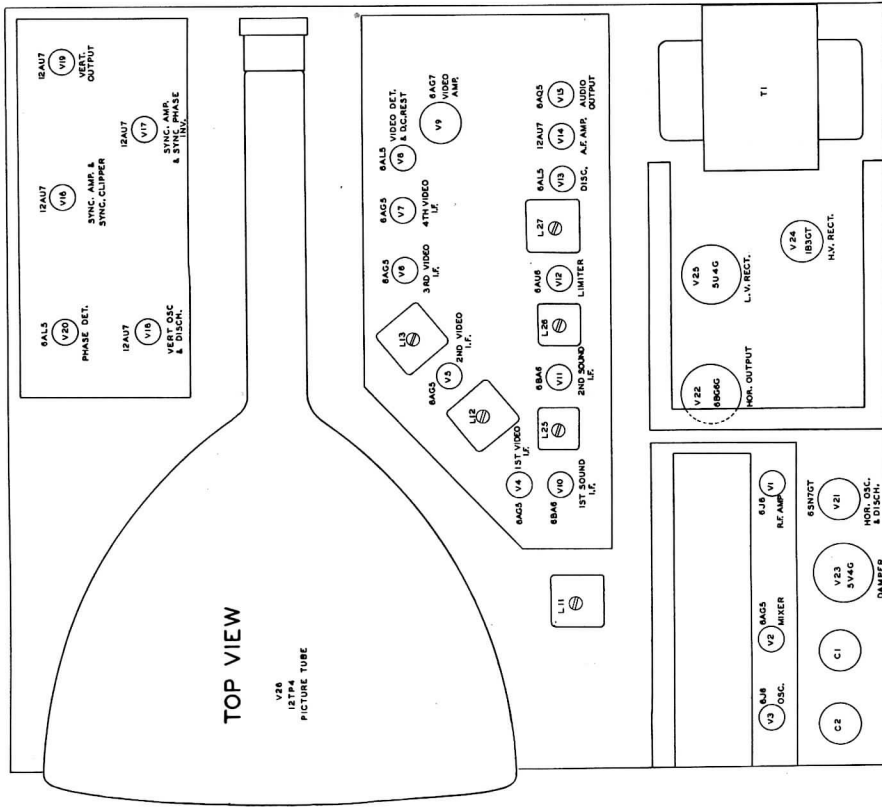 12AU7
V19
VERT.
OUTPUT
12AU7
V17
SYNC. AMP.
& SYNC PHASE
INV.
12AU7
V16
SYNC. AMP. &
SYNC. CLIPPER
6AL5
V20
PHASE DET.
12AU7
V18
VERT OSC
& DISCH.
TOP VIEW
V26
12TP4
PICTURE TUBE
6AG7
VIDEO
AMP.
V9
6AL5
V8
VIDEO DET.
& D.C. REST
6AG5
V7
4TH VIDEO
I.F.
6AG5
V6
3RD VIDEO
I.F.
L13
6AG5
V5
2ND VIDEO
I.F.
L12
6AG5
V4
1ST VIDEO
I.F.
6AQ5
V15
AUDIO
OUTPUT
12AU7
V14
A.F. AMP.
6AL5
V13
DISC.
L27
6AU6
V12
LIMITER
L26
6BA6
V11
2ND SOUND
I.F.
L25
6BA6
V10
1ST SOUND
I.F.
L11
T1
V25
5U4G
L.V. RECT.
V24
1B3GT
H.V. RECT.
V22
6BG6G
HOR. OUTPUT
6J6
V1
R.F. AMP
6AG5
V2
MIXER
6J6
V3
OSC.
6SN7GT
V21
HOR. OSC.
& DISCH.
V23
5V4G
DAMPER
C1
C2